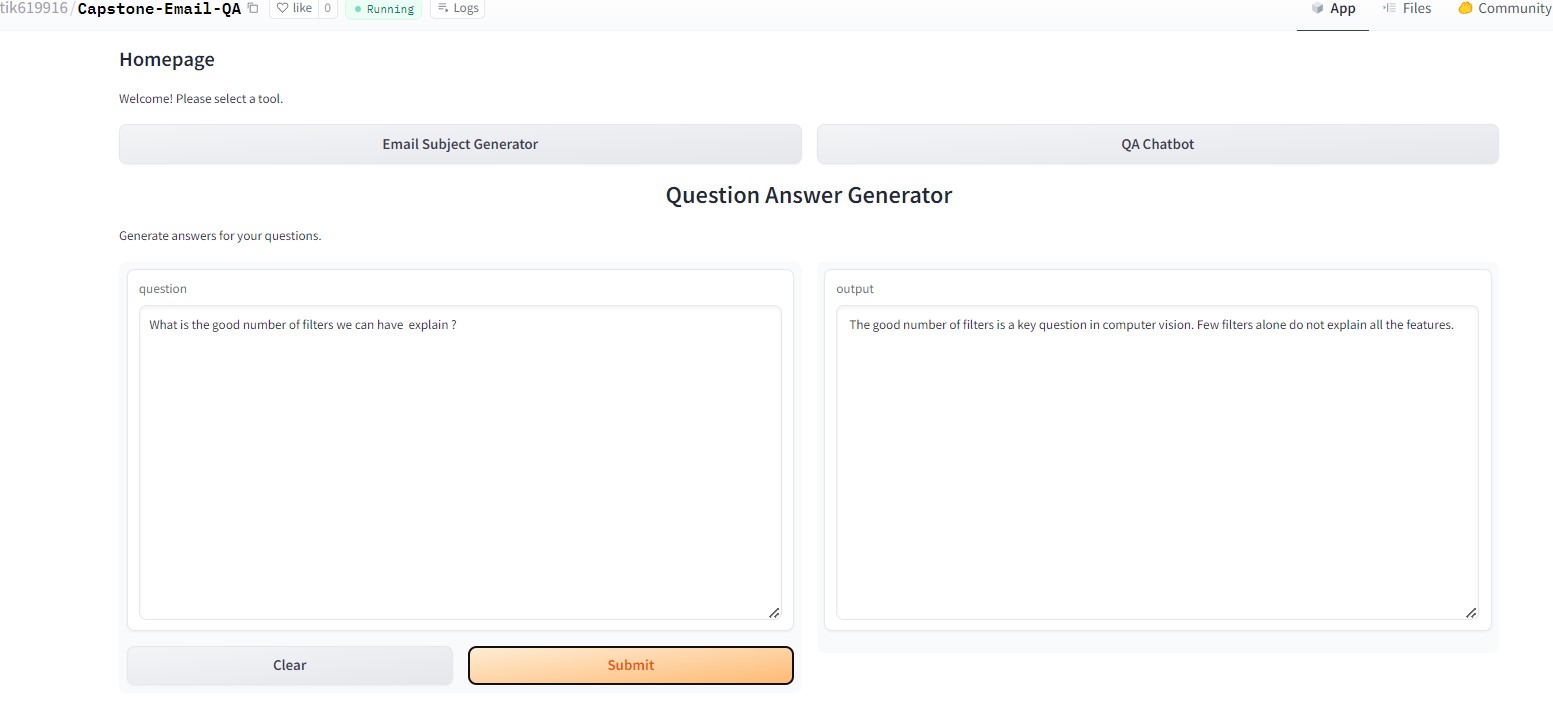 tik619916/Capstone-Email-QA like 0 Running Logs App Files Community
Homepage
Welcome! Please select a tool.
Email Subject Generator QA Chatbot
Question Answer Generator
Generate answers for your questions.
question output
What is the good number of filters we can have  explain ? The good number of filters is a key question in computer vision. Few filters alone do not explain all the features.
Clear Submit